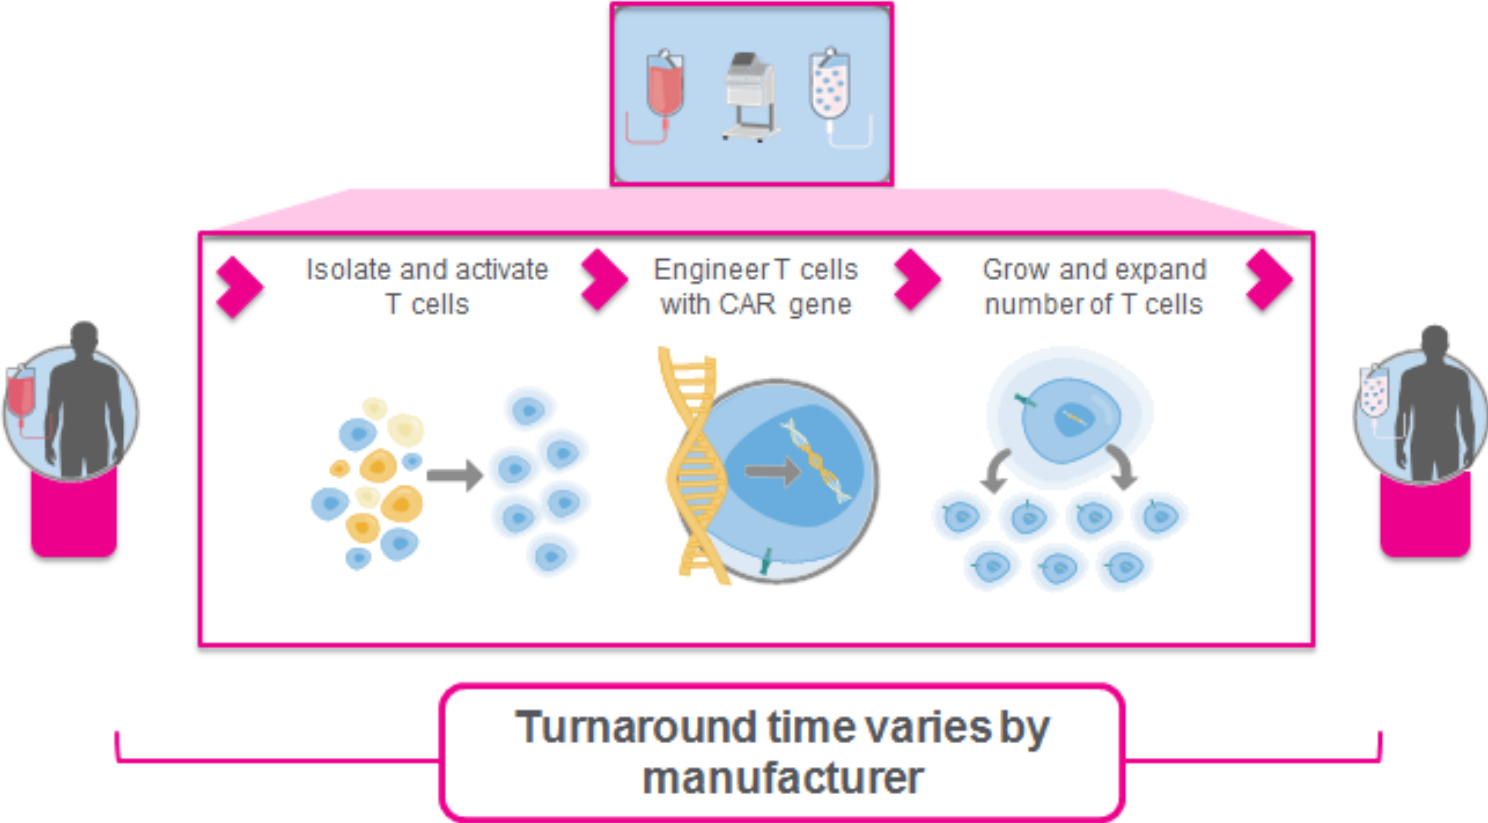 Isolate and activate
T cells
Engineer T cells
with CAR gene
Grow and expand
number of T cells
Turnaround time varies by
manufacturer